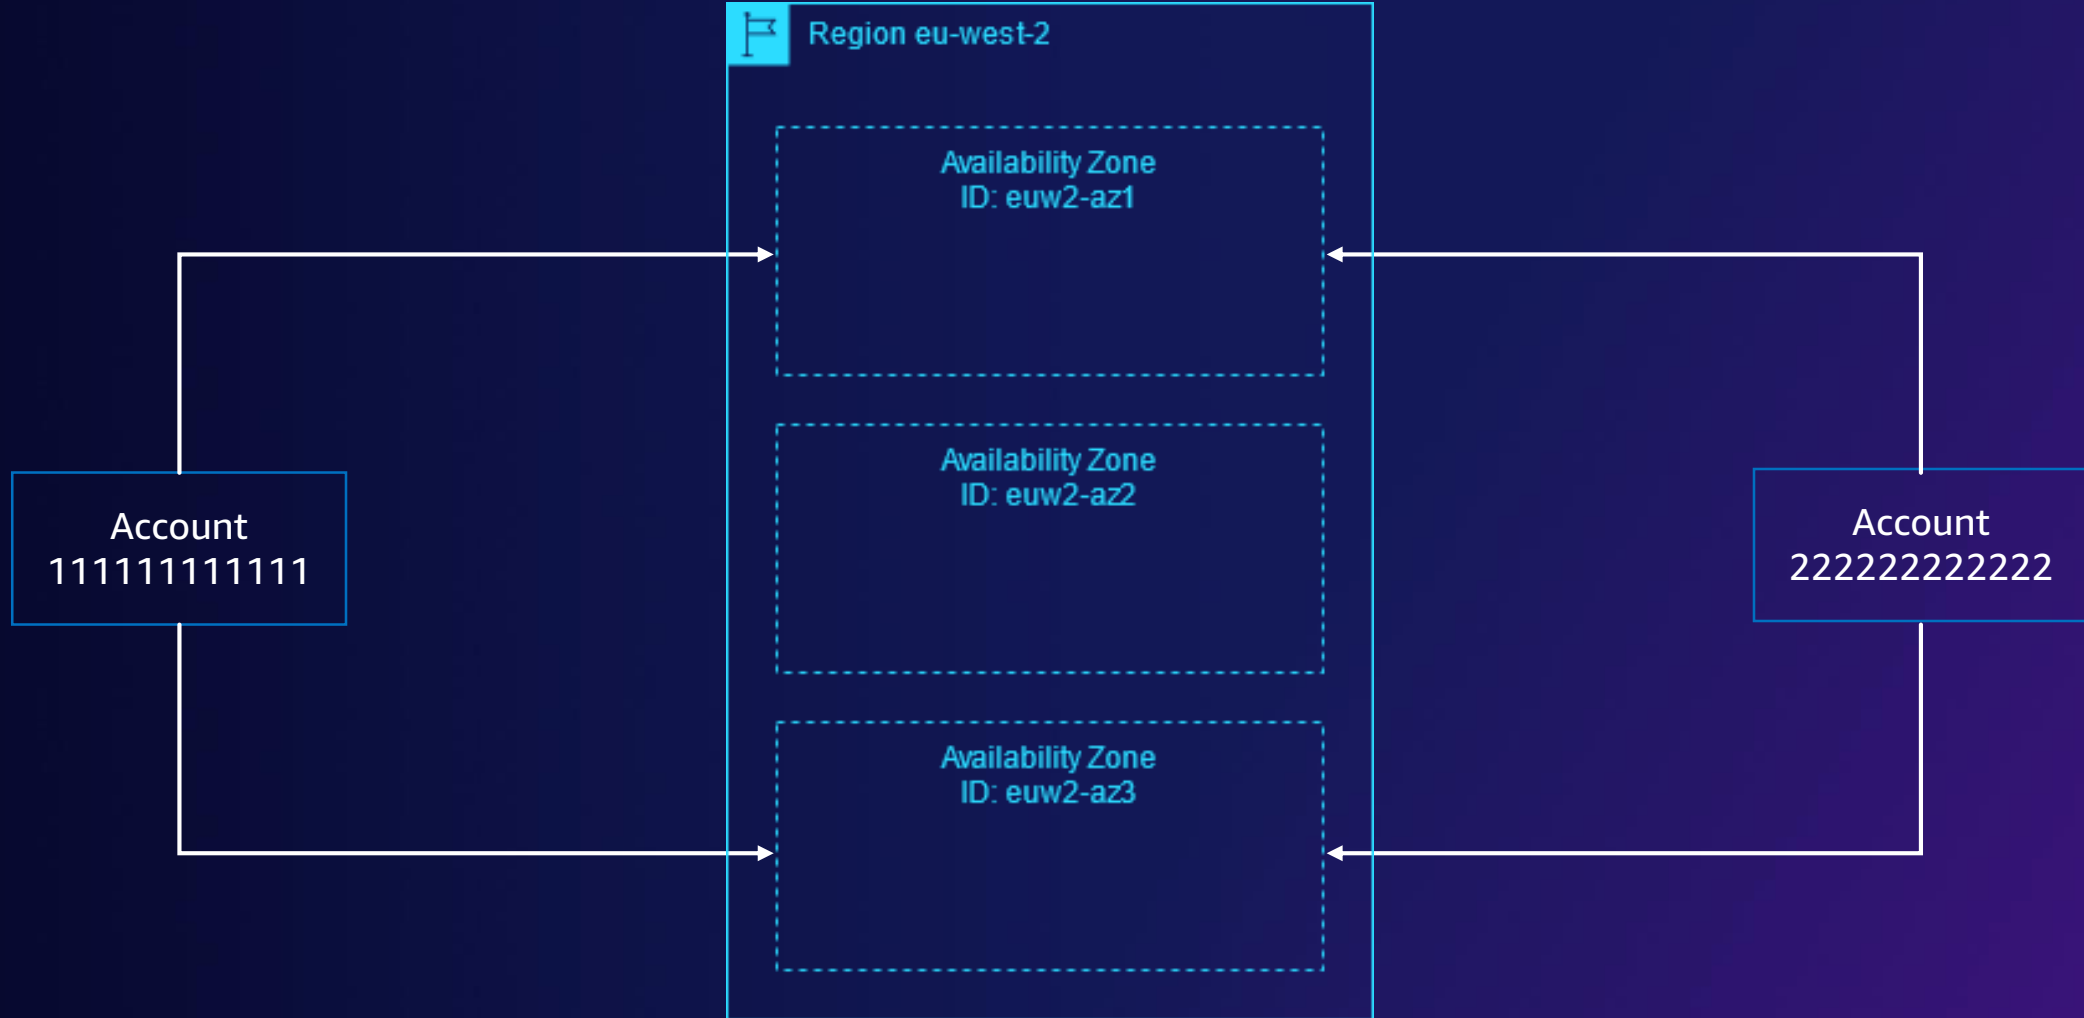 Region eu-west-2
Availability Zone
ID: euw2-az1
Availability Zone
ID: euw2-az2
Account
111111111111
Account
222222222222
Availability Zone
ID: euw2-az3